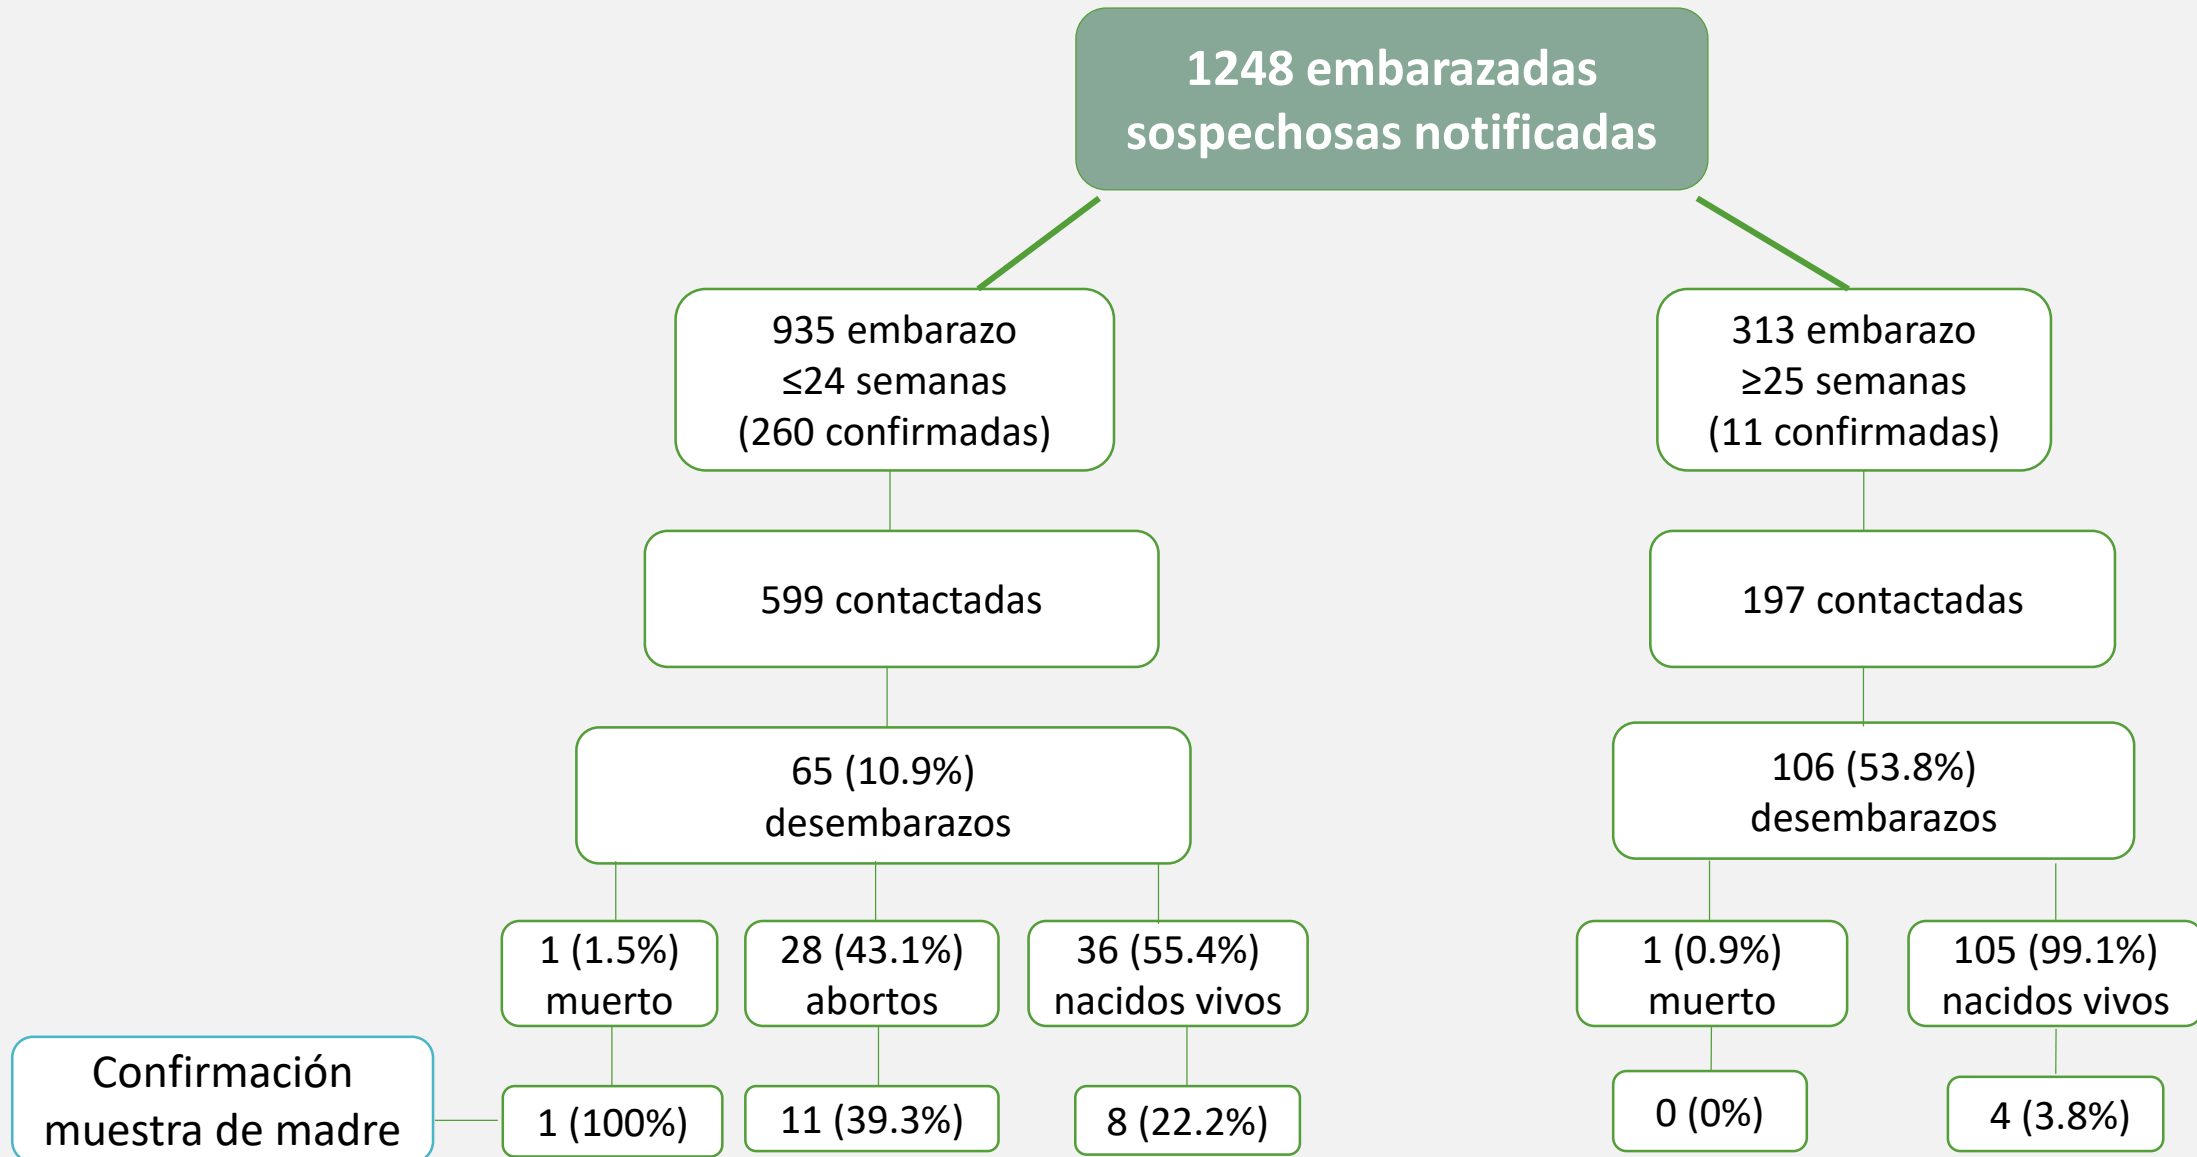 1248 embarazadas
sospechosas notificadas
935 embarazo
≤24 semanas
(260 confirmadas)
313 embarazo
≥25 semanas
(11 confirmadas)
599 contactadas
197 contactadas
65 (10.9%)
desembarazos
106 (53.8%)
desembarazos
1 (1.5%)
muerto
28 (43.1%)
abortos
36 (55.4%)
nacidos vivos
1 (0.9%)
muerto
105 (99.1%)
nacidos vivos
Confirmación
muestra de madre
1 (100%)
11 (39.3%)
8 (22.2%)
0 (0%)
4 (3.8%)